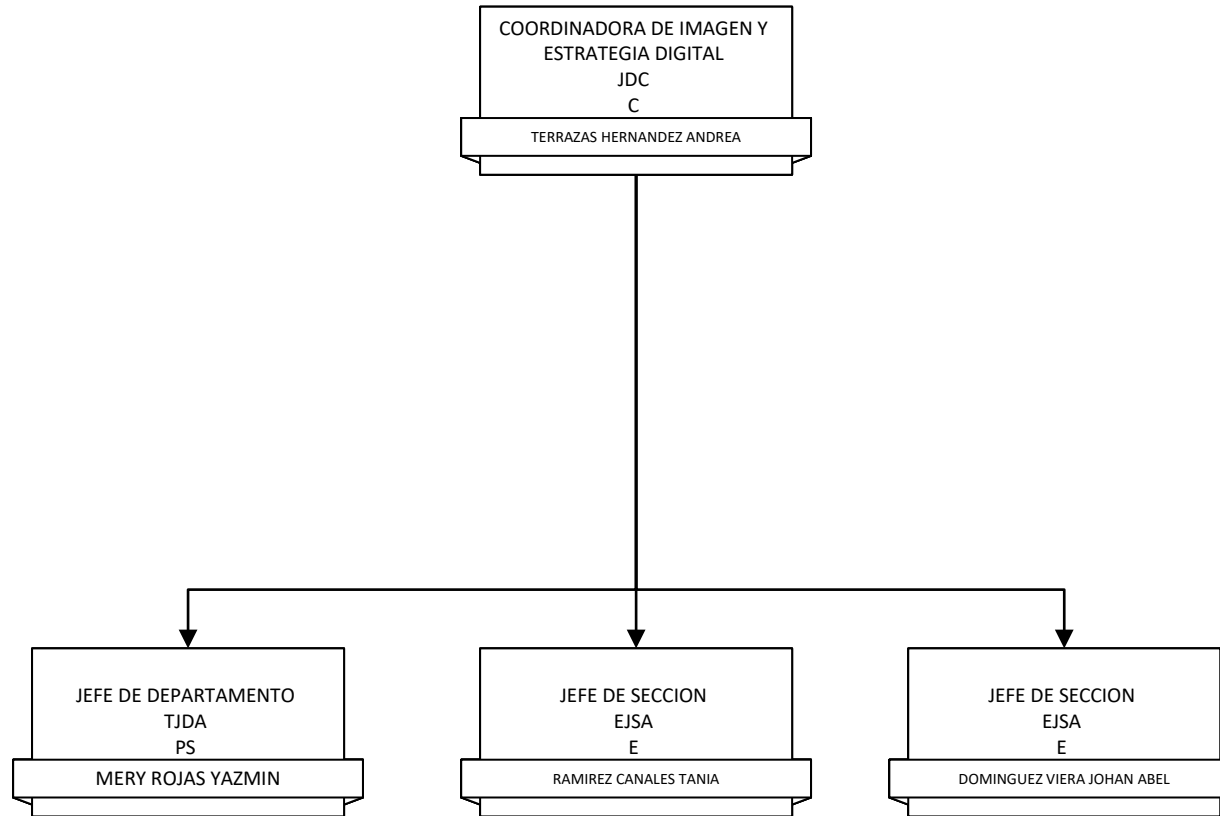 COORDINADORA DE IMAGEN Y
ESTRATEGIA DIGITAL
JDC
C
TERRAZAS HERNANDEZ ANDREA
JEFE DE DEPARTAMENTO
TJDA
PS
MERY ROJAS YAZMIN
JEFE DE SECCION
EJSA
E
RAMIREZ CANALES TANIA
JEFE DE SECCION
EJSA
E
DOMINGUEZ VIERA JOHAN ABEL